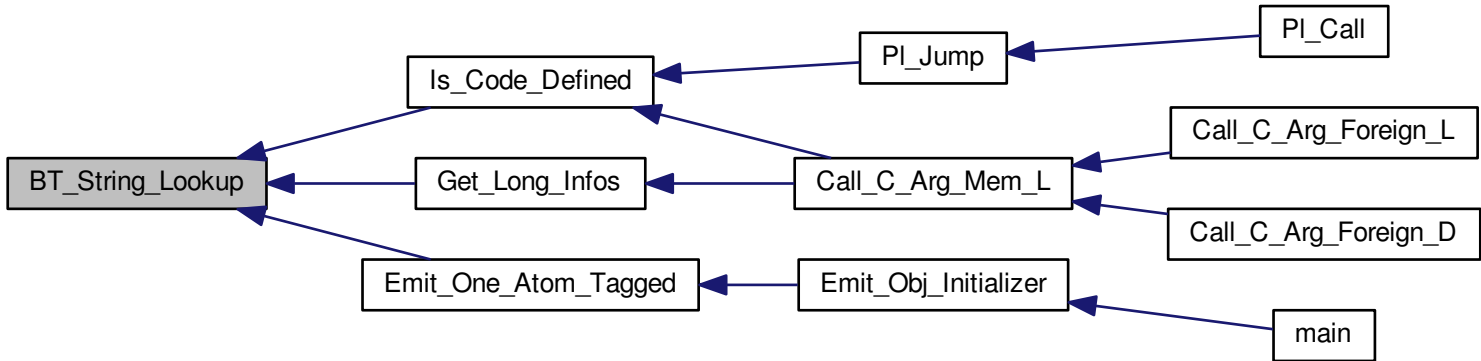 BT_String_Lookup
Is_Code_Defined
Get_Long_Infos
Emit_One_Atom_Tagged
Pl_Jump
Call_C_Arg_Mem_L
Emit_Obj_Initializer
Pl_Call
Call_C_Arg_Foreign_L
Call_C_Arg_Foreign_D
main